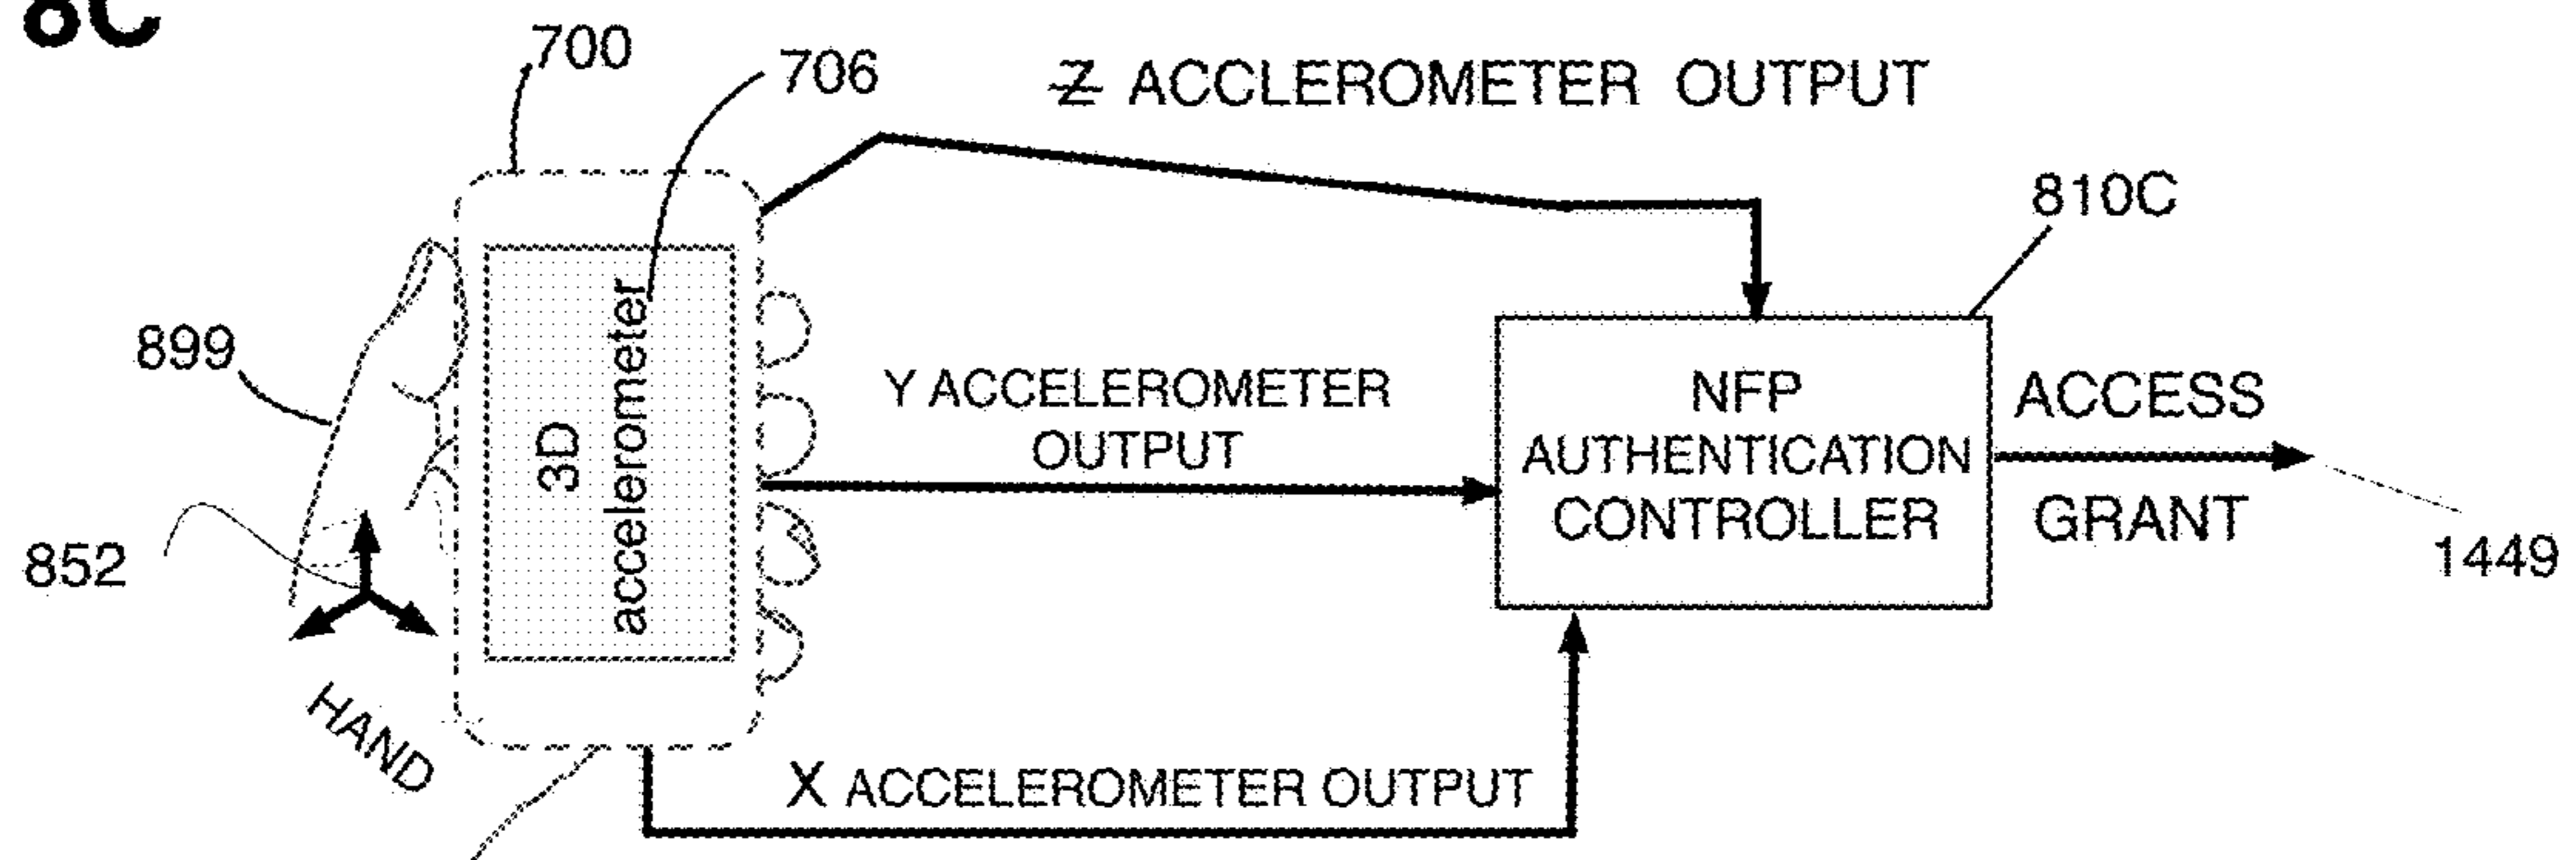 8C
700
706
Z ACCLEROMETER OUTPUT
810C
899
3D
accelerometer
Y ACCELEROMETER
OUTPUT
NFP
AUTHENTICATION
CONTROLLER
ACCESS
GRANT
852
1449
HAND
X ACCELEROMETER OUTPUT